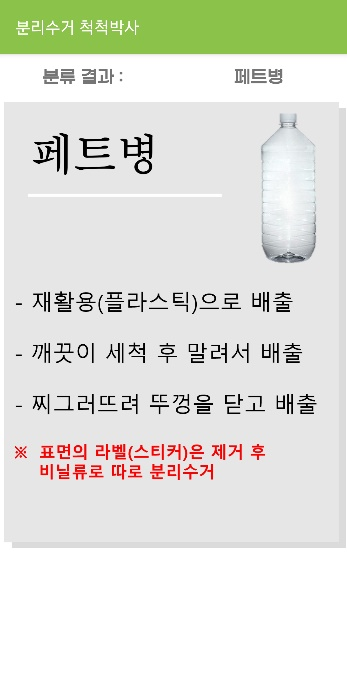 분리수거 척척박사
분류 결과 : 페트병
페트병
- 재활용(플라스틱)으로 배출
- 깨끗이 세척 후 말려서 배출
- 찌그러뜨려 뚜껑을 닫고 배출
※ 표면의 라벨(스티커)은 제거 후
비닐류로 따로 분리수거